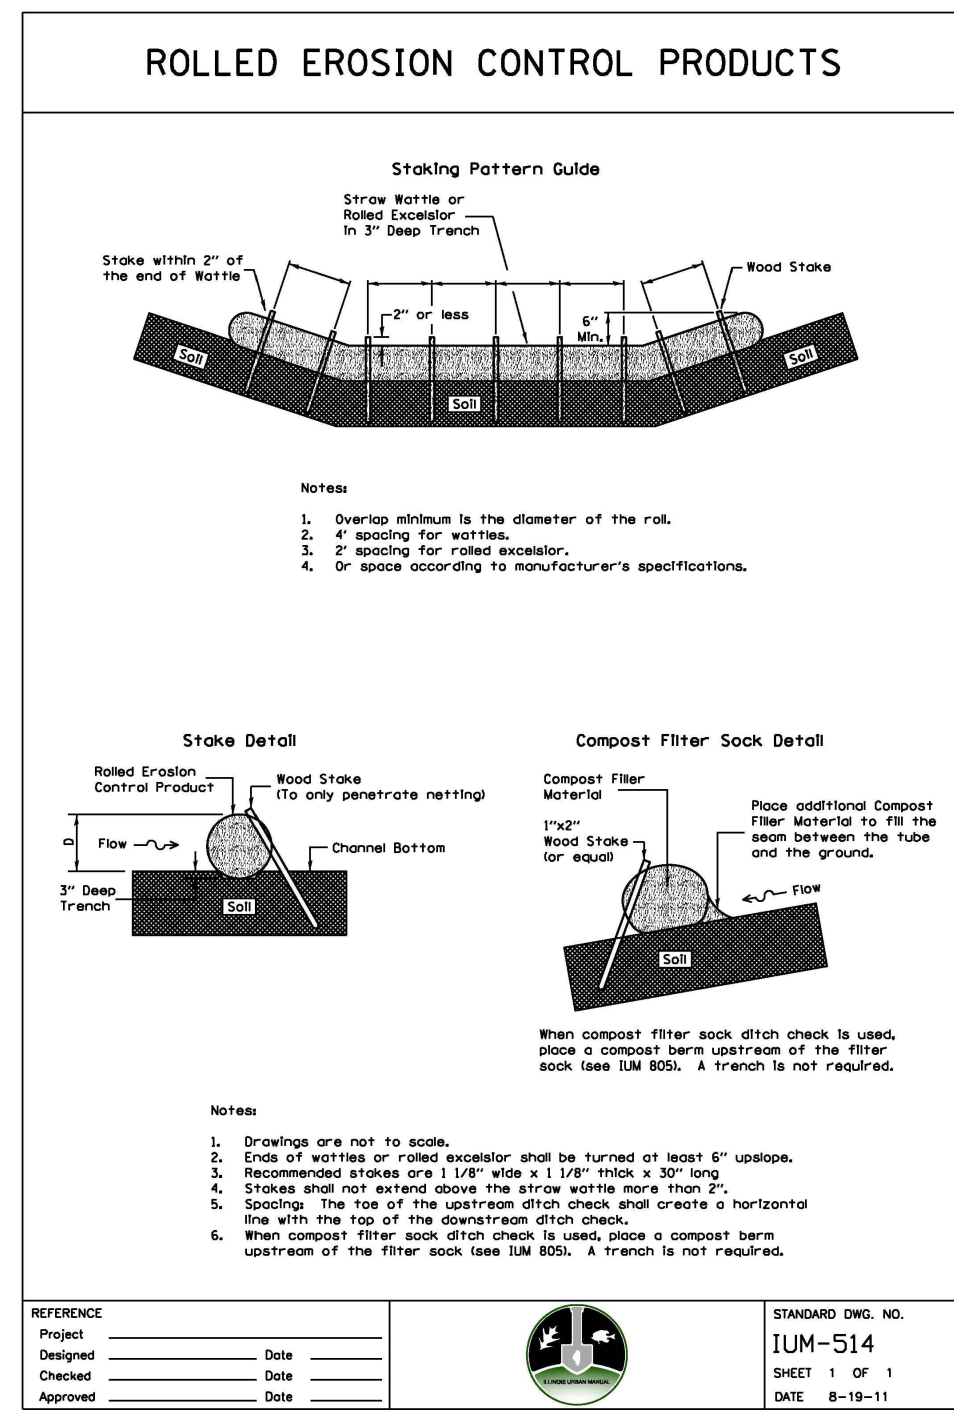 ROLLED EROSION CONTROL PRODUCTS
Staking Pattern Guide
Straw Wattle or
Rolled Excelsior
in 3" Deep Trench
Stake within 2" of
the end of Wattle
Wood Stake
2" or less
6"
Min.
Soil
Soil
Soil
Notes:
1. Overlap minimum is the diameter of the roll.
2. 4' spacing for wattles.
3. 2' spacing for rolled excelsior.
4. Or space according to manufacturer's specifications.
Stake Detail
Rolled Erosion
Control Product
Wood Stake
(To only penetrate netting)
D
Flow
Channel Bottom
3" Deep
Trench
Soil
Compost Filter Sock Detail
Compost Filler
Material
1"x2"
Wood Stake
(or equal)
Place additional Compost
Filler Material to fill the
seam between the tube
and the ground.
Flow
Soil
When compost filter sock ditch check is used,
place a compost berm upstream of the filter
sock (see IUM 805). A trench is not required.
Notes:
1. Drawings are not to scale.
2. Ends of wattles or rolled excelsior shall be turned at least 6" upslope.
3. Recommended stakes are 1 1/8" wide x 1 1/8" thick x 30" long
4. Stakes shall not extend above the straw wattle more than 2".
5. Spacing: The toe of the upstream ditch check shall create a horizontal
line with the top of the downstream ditch check.
6. When compost filter sock ditch check is used, place a compost berm
upstream of the filter sock (see IUM 805). A trench is not required.
REFERENCE
Project
Designed Date
Checked Date
Approved Date
ILLINOIS URBAN MANUAL
STANDARD DWG. NO.
IUM-514
SHEET 1 OF 1
DATE 8-19-11